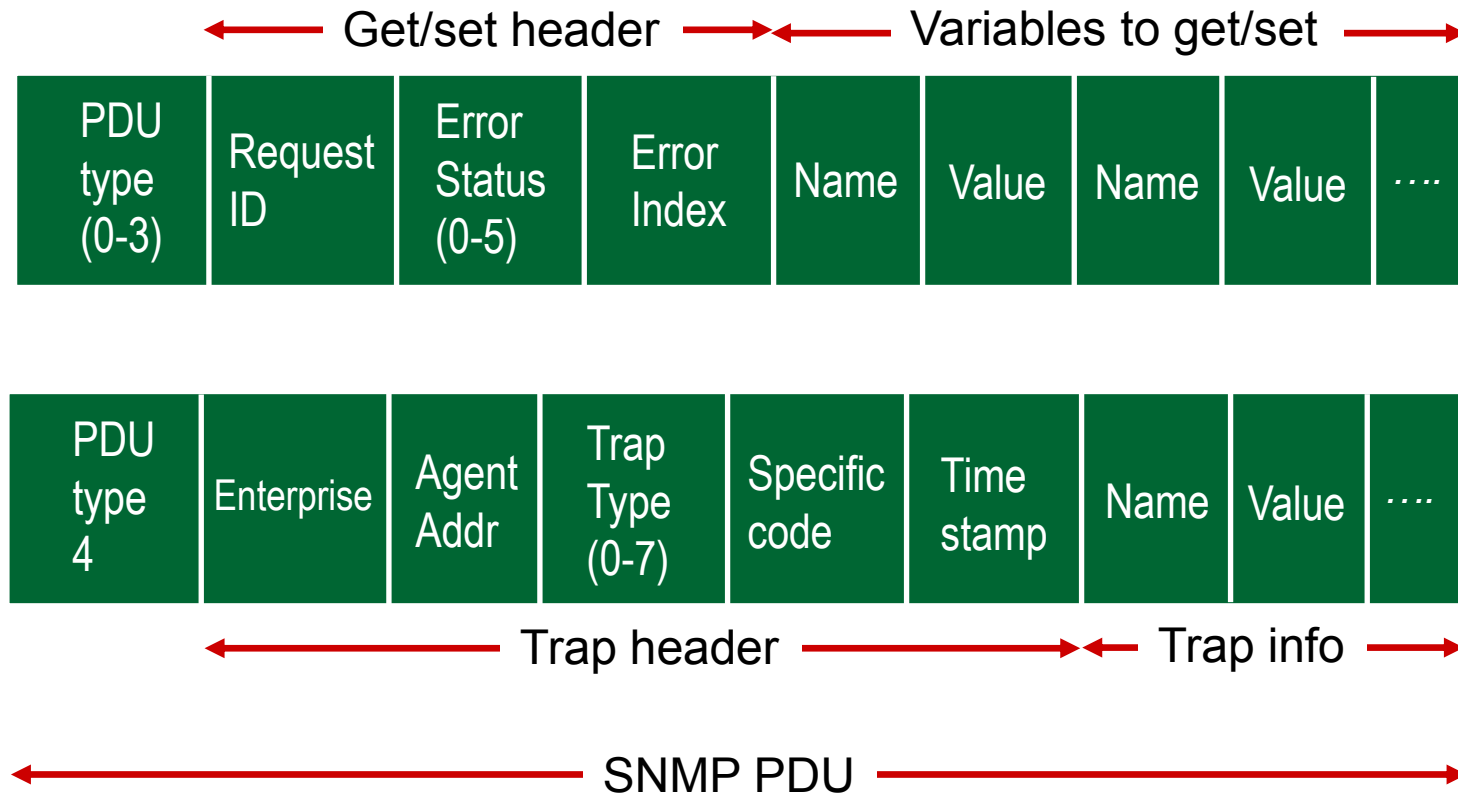 Get/set header
Variables to get/set
PDU
type
(0-3)
Request
ID
Error
Status
(0-5)
Error
Index
Name
Value
Name
Value
....
PDU
type
4
Enterprise
Agent
Addr
Trap
Type
(0-7)
Specific
code
Time
stamp
Name
Value
....
Trap header
Trap info
SNMP PDU